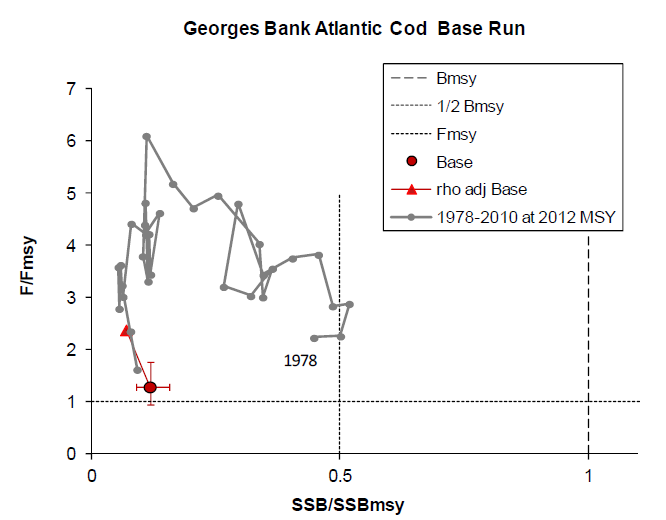 Georges Bank Atlantic Cod Base Run
Bmsy
1/2 Bmsy
Fmsy
Base
rho adj Base
1978-2010 at 2012 MSY
7
6
5
4
3
2
1
0
F/Fmsy
1978
0 0.5 1
SSB/SSBmsy